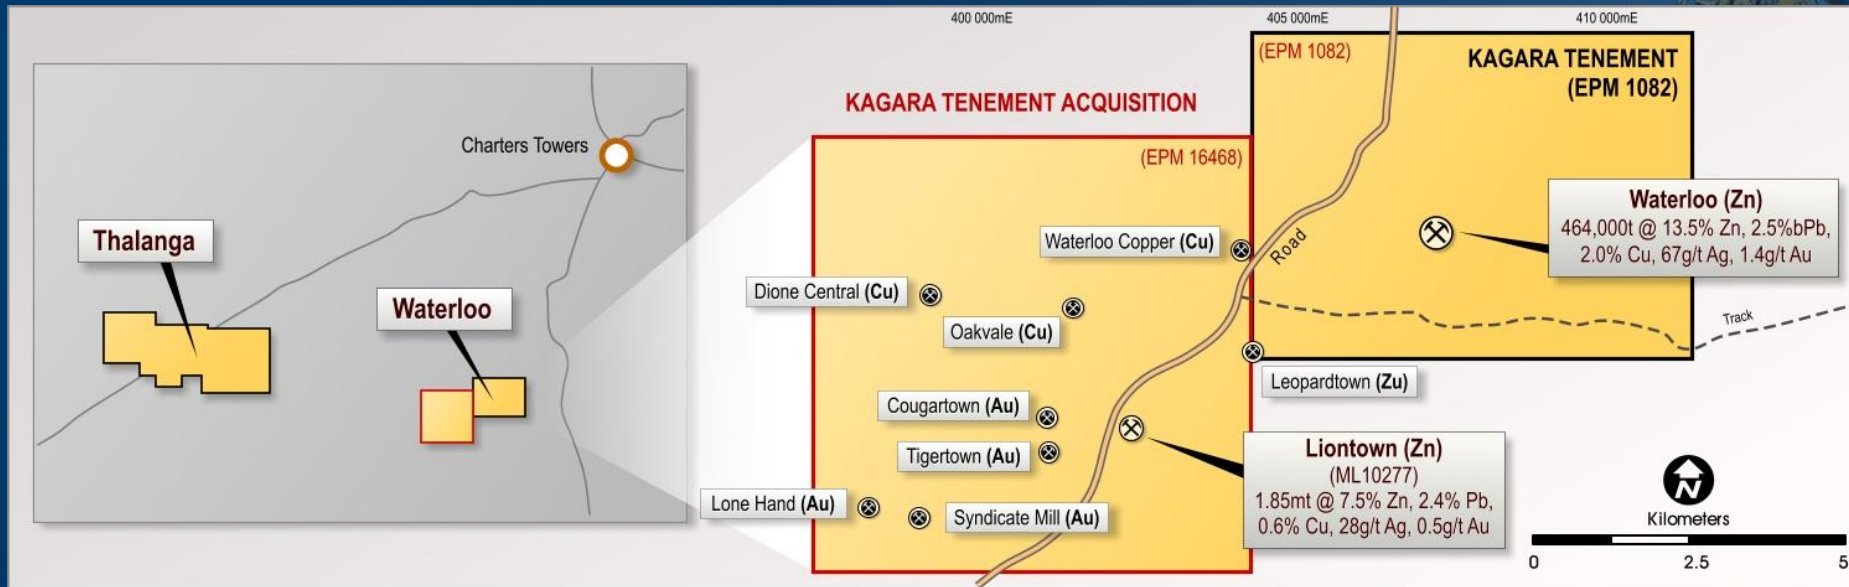 400 000mE
405 000mE
410 000mE
Charters Towers
Thalanga
Waterloo
KAGARA TENEMENT ACQUISITION
(EPM 16468)
(EPM 1082)
KAGARA TENEMENT
(EPM 1082)
Waterloo (Zn)
464,000t @ 13.5% Zn, 2.5%bPb,
2.0% Cu, 67g/t Ag, 1.4g/t Au
Waterloo Copper (Cu)
Road
Dione Central (Cu)
Oakvale (Cu)
Track
Leopardtown (Zu)
Cougartown (Au)
Tigertown (Au)
Liontown (Zn)
(ML10277)
1.85mt @ 7.5% Zn, 2.4% Pb,
0.6% Cu, 28g/t Ag, 0.5g/t Au
Lone Hand (Au)
Syndicate Mill (Au)
N
Kilometers
0
2.5
5